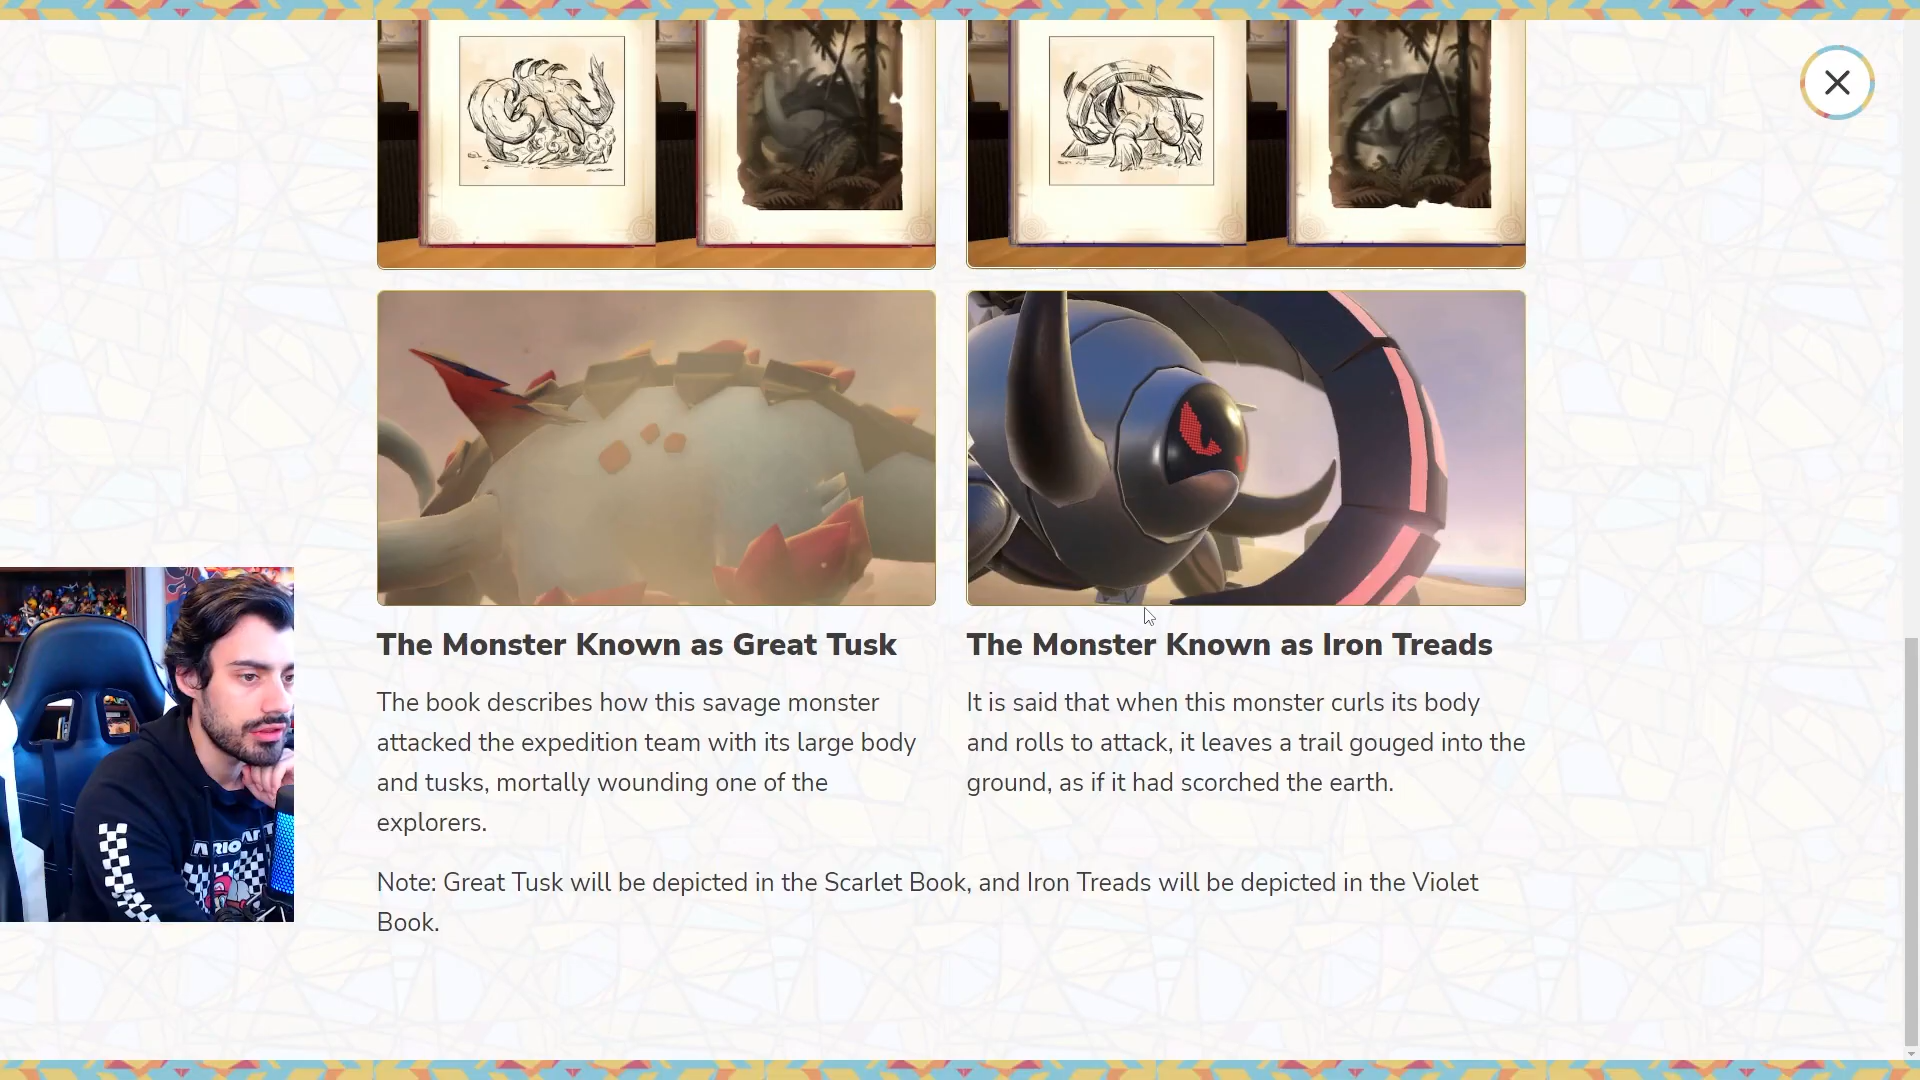 The Monster Known as Great Tusk
The book describes how this savage monster
attacked the expedition team with its large body
and tusks, mortally wounding one of the
explorers.
The Monster Known as Iron Treads
It is said that when this monster curls its body
and rolls to attack, it leaves a trail gouged into the
ground, as if it had scorched the earth.
Note: Great Tusk will be depicted in the Scarlet Book, and Iron Treads will be depicted in the Violet
Book.